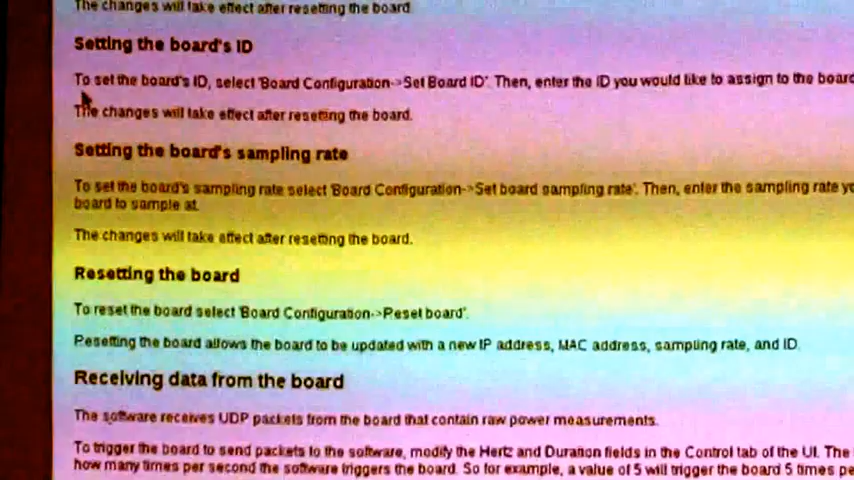 The changes will take effect after resetting the board.
Setting the board's ID
To set the board's ID, select 'Board Configuration->Set Board ID'. Then, enter the ID you would like to assign to the board
The changes will take effect after resetting the board.
Setting the board's sampling rate
To set the board's sampling rate select 'Board Configuration->Set board sampling rate'. Then, enter the sampling rate
board to sample at.
The changes will take effect after resetting the board.
Resetting the board
To reset the board select 'Board Configuration->Reset board'.
Resetting the board allows the board to be updated with a new IP address, MAC address, sampling rate, and ID.
Receiving data from the board
The software receives UDP packets from the board that contain raw power measurements.
To trigger the board to send packets to the software, modify the Hertz and Duration fields in the Control tab of the UI. The
how many times per second the software triggers the board. So for example, a value of 5 will trigger the board 5 times